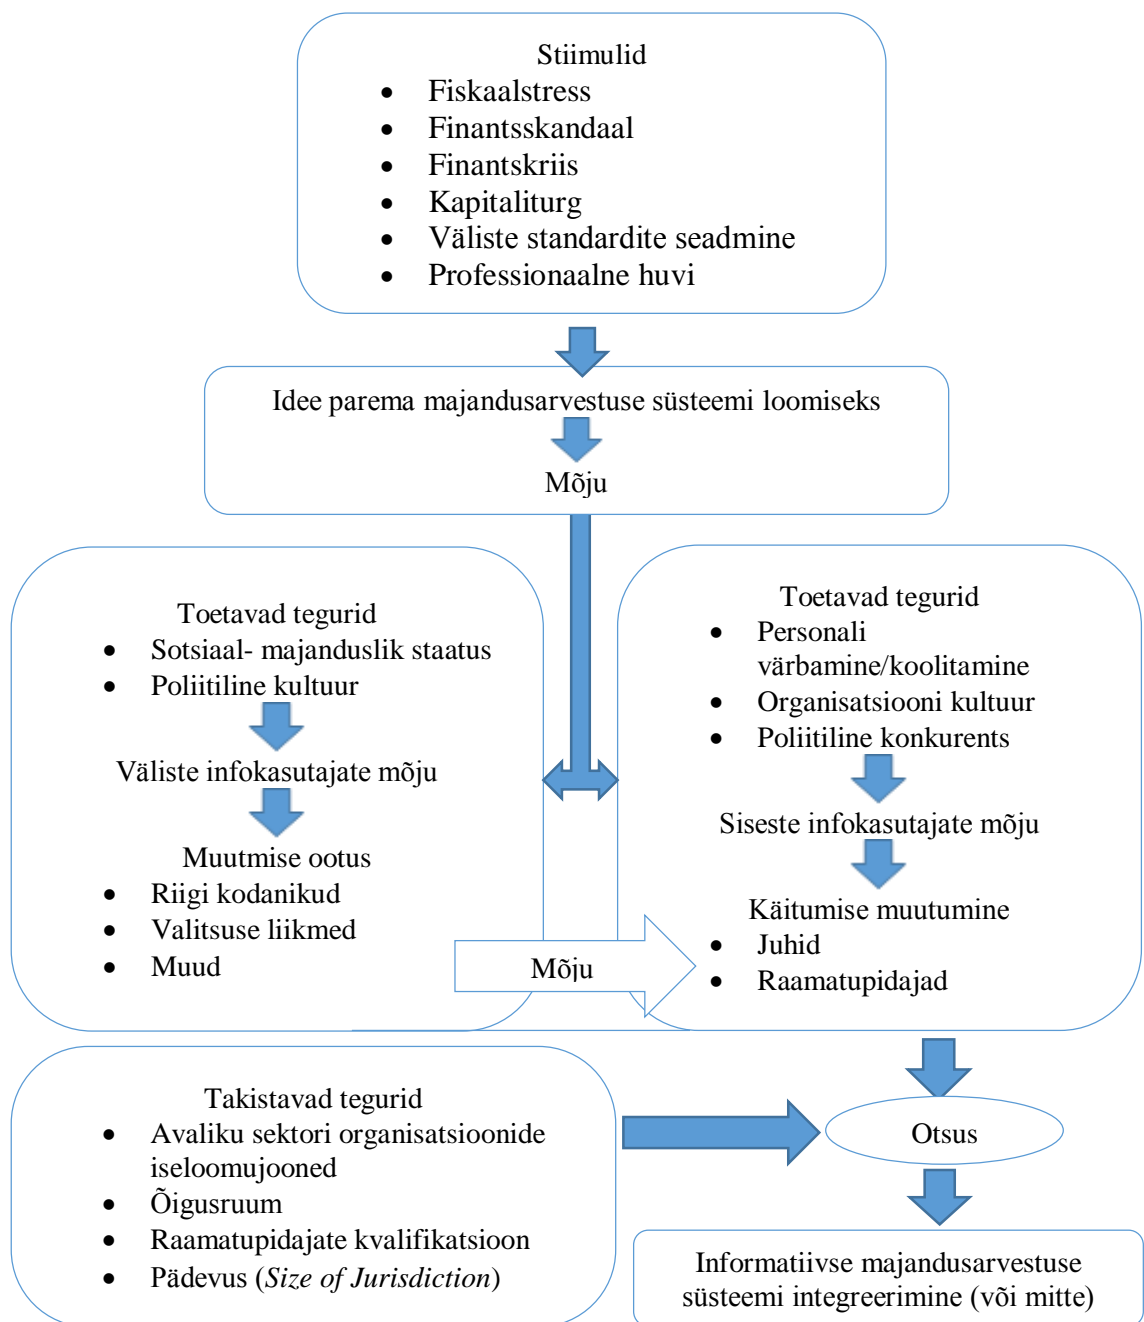 Stiimulid
• Fiskaalstress
• Finantsskandaal
• Finantskriis
• Kapitaliturg
• Väliste standardite seadmine
• Professionaalne huvi
Idee parema majandusarvestuse süsteemi loomiseks
Mõju
Toetavad tegurid
• Sotsiaal- majanduslik staatus
• Poliitiline kultuur
Väliste infokasutajate mõju
Muutmise ootus
• Riigi kodanikud
• Valitsuse liikmed
• Muud
Mõju
Toetavad tegurid
• Personali
värbamine/koolitamine
• Organisatsiooni kultuur
• Poliitiline konkurents
Siseste infokasutajate mõju
Käitumise muutumine
• Juhid
• Raamatupidajad
Takistavad tegurid
• Avaliku sektori organisatsioonide
iseloomujooned
• Õigusruum
• Raamatupidajate kvalifikatsioon
• Pädevus (Size of Jurisdiction)
Otsus
Informatiivse majandusarvestuse
süsteemi integreerimine (või mitte)